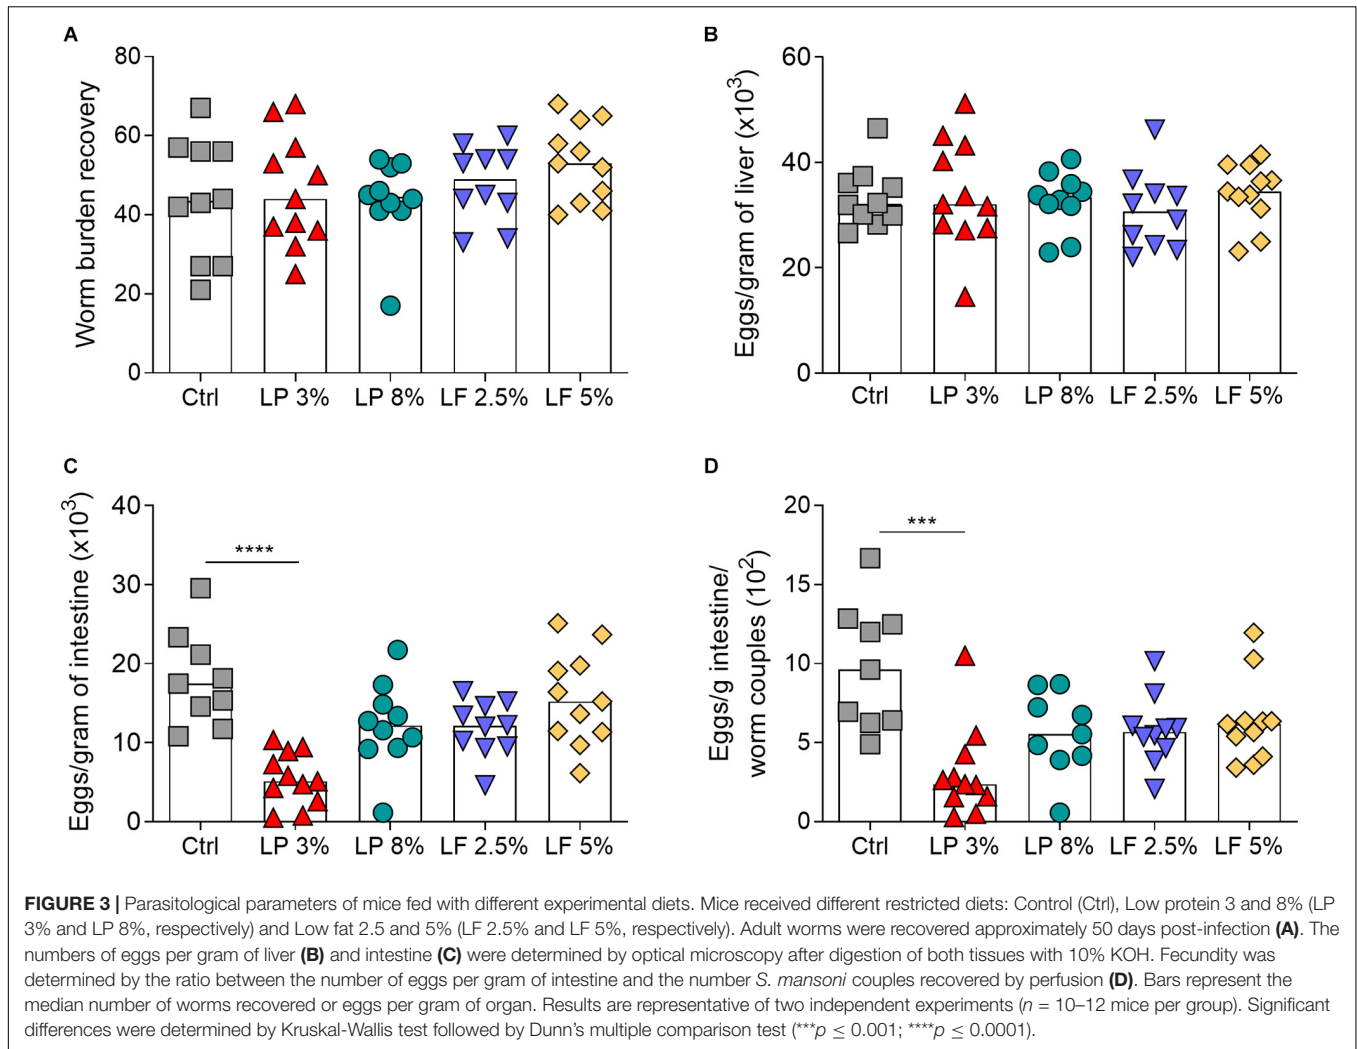 A
80
60
40
20
0
Worm burden recovery
Ctrl LP 3% LP 8% LF 2.5% LF 5%
B
60
40
20
0
Eggs/gram of liver (x10³)
Ctrl LP 3% LP 8% LF 2.5% LF 5%
C
40
30
20
10
0
Eggs/gram of intestine (x10³)
****
Ctrl LP 3% LP 8% LF 2.5% LF 5%
D
20
15
10
5
0
Eggs/g intestine/
worm couples (10²)
***
Ctrl LP 3% LP 8% LF 2.5% LF 5%
FIGURE 3 | Parasitological parameters of mice fed with different experimental diets. Mice received different restricted diets: Control (Ctrl), Low protein 3 and 8% (LP
3% and LP 8%, respectively) and Low fat 2.5 and 5% (LF 2.5% and LF 5%, respectively). Adult worms were recovered approximately 50 days post-infection (A). The
numbers of eggs per gram of liver (B) and intestine (C) were determined by optical microscopy after digestion of both tissues with 10% KOH. Fecundity was
determined by the ratio between the number of eggs per gram of intestine and the number S. mansoni couples recovered by perfusion (D). Bars represent the
median number of worms recovered or eggs per gram of organ. Results are representative of two independent experiments (n = 10–12 mice per group). Significant
differences were determined by Kruskal-Wallis test followed by Dunn's multiple comparison test (***p ≤ 0.001; ****p ≤ 0.0001).